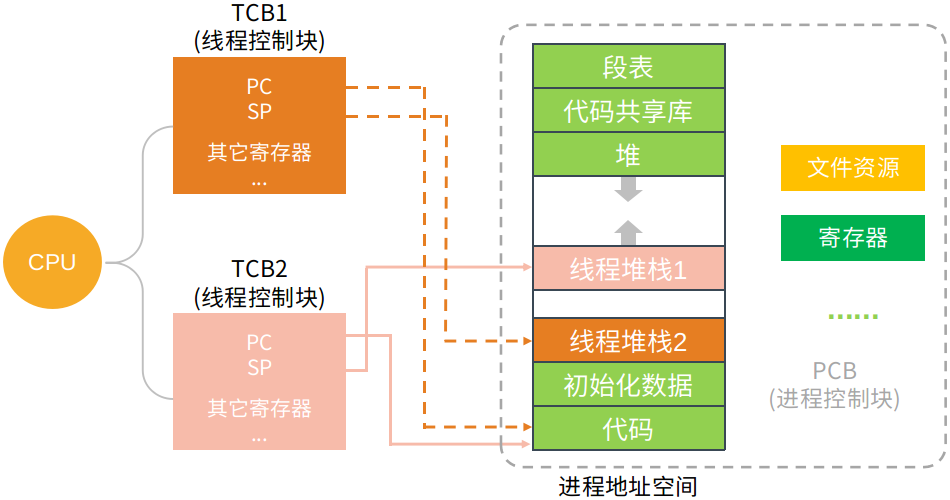 TCB1
(线程控制块)
PC
SP
其它寄存器
...
CPU
TCB2
(线程控制块)
PC
SP
其它寄存器
...
段表
代码共享库
堆
线程堆栈1
线程堆栈2
初始化数据
代码
文件资源
寄存器
......
PCB
(进程控制块)
进程地址空间